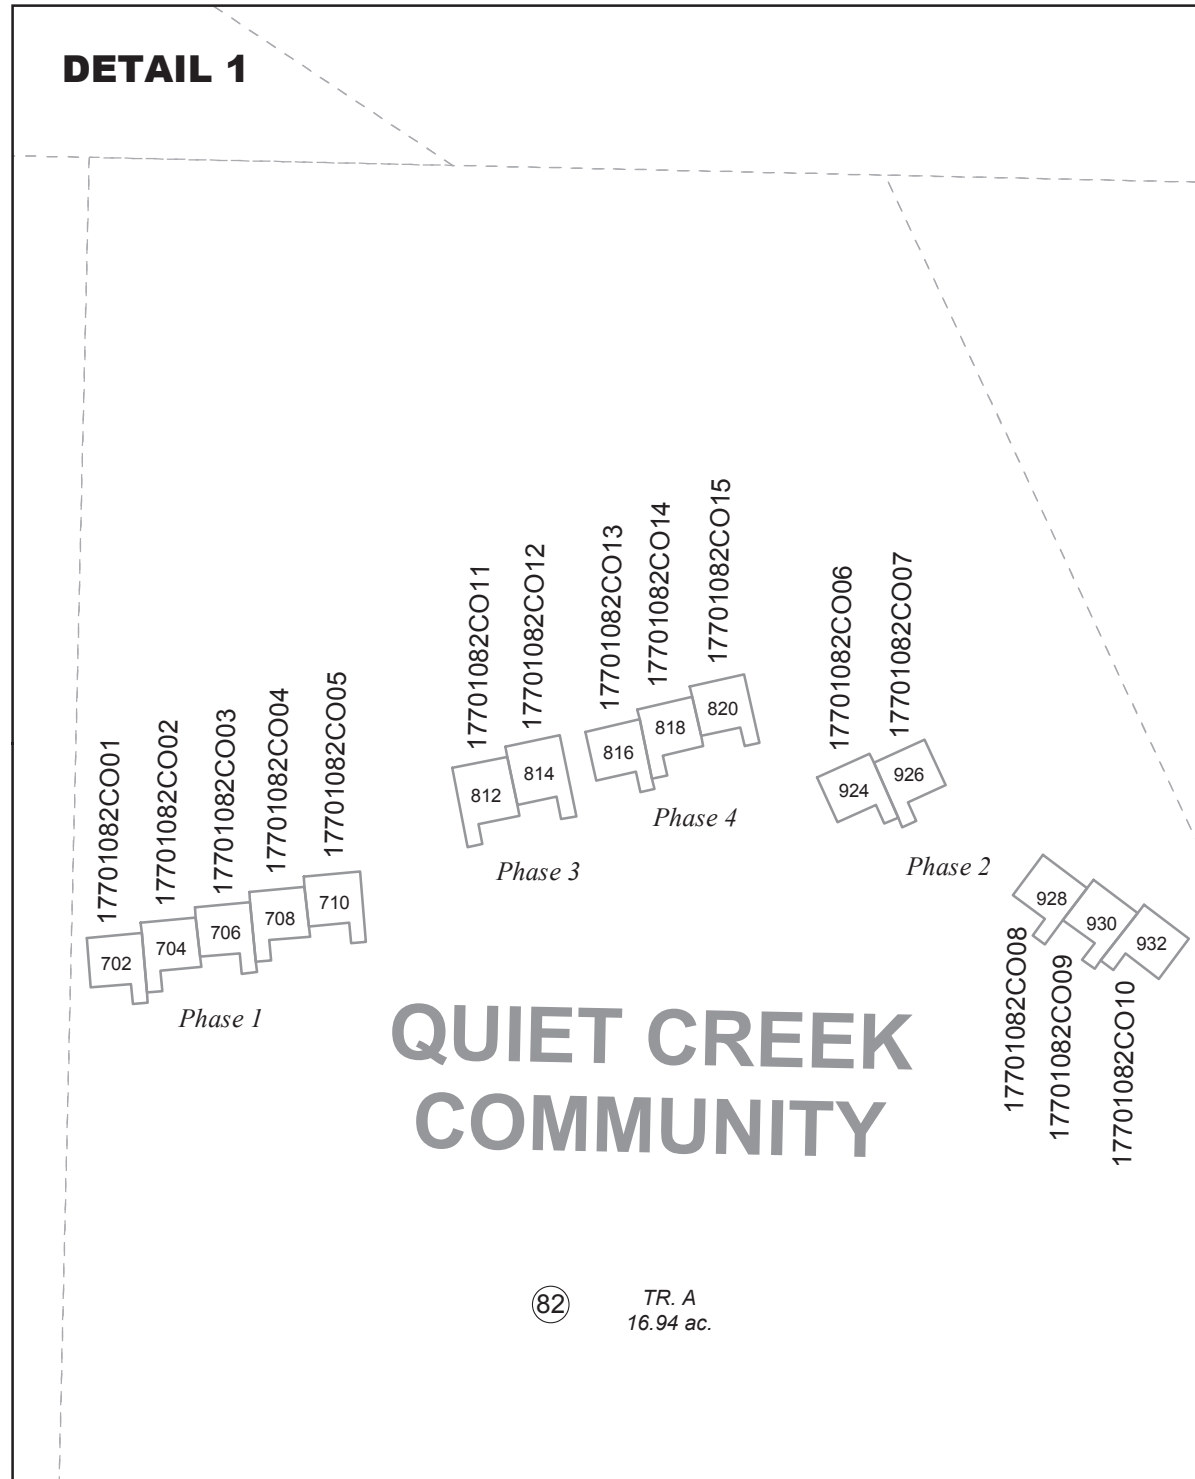 DETAIL 1
17701082CO01
17701082CO02
17701082CO03
17701082CO04
17701082CO05
702
704
706
708
710
Phase 1
17701082CO11
17701082CO12
812
814
Phase 3
17701082CO13
17701082CO14
17701082CO15
816
818
820
Phase 4
17701082CO06
17701082CO07
924
926
Phase 2
928
930
932
17701082CO08
17701082CO09
17701082CO10
QUIET CREEK
COMMUNITY
82
TR. A
16.94 ac.